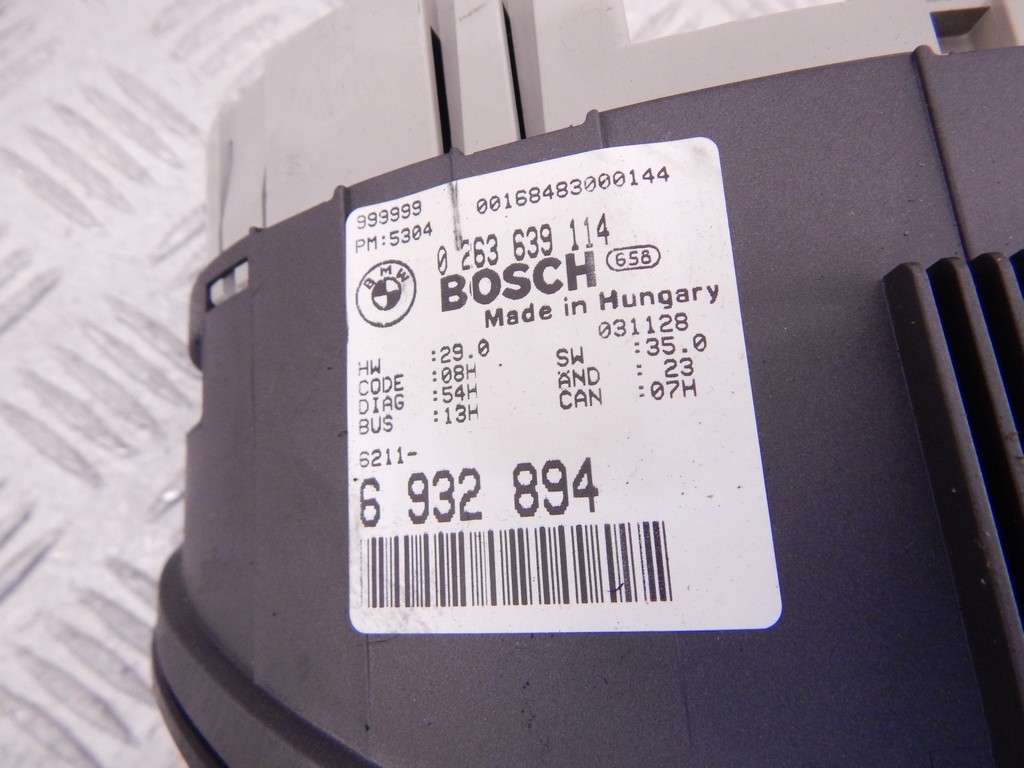 999999 00168483000144
PM:5304
0 263 639 114
BMW BOSCH 658
Made in Hungary
031128
HW :29.0 SW :35.0
CODE :08H ÄND : 23
DIAG :54H CAN :07H
BUS :13H
6211-
6 932 894